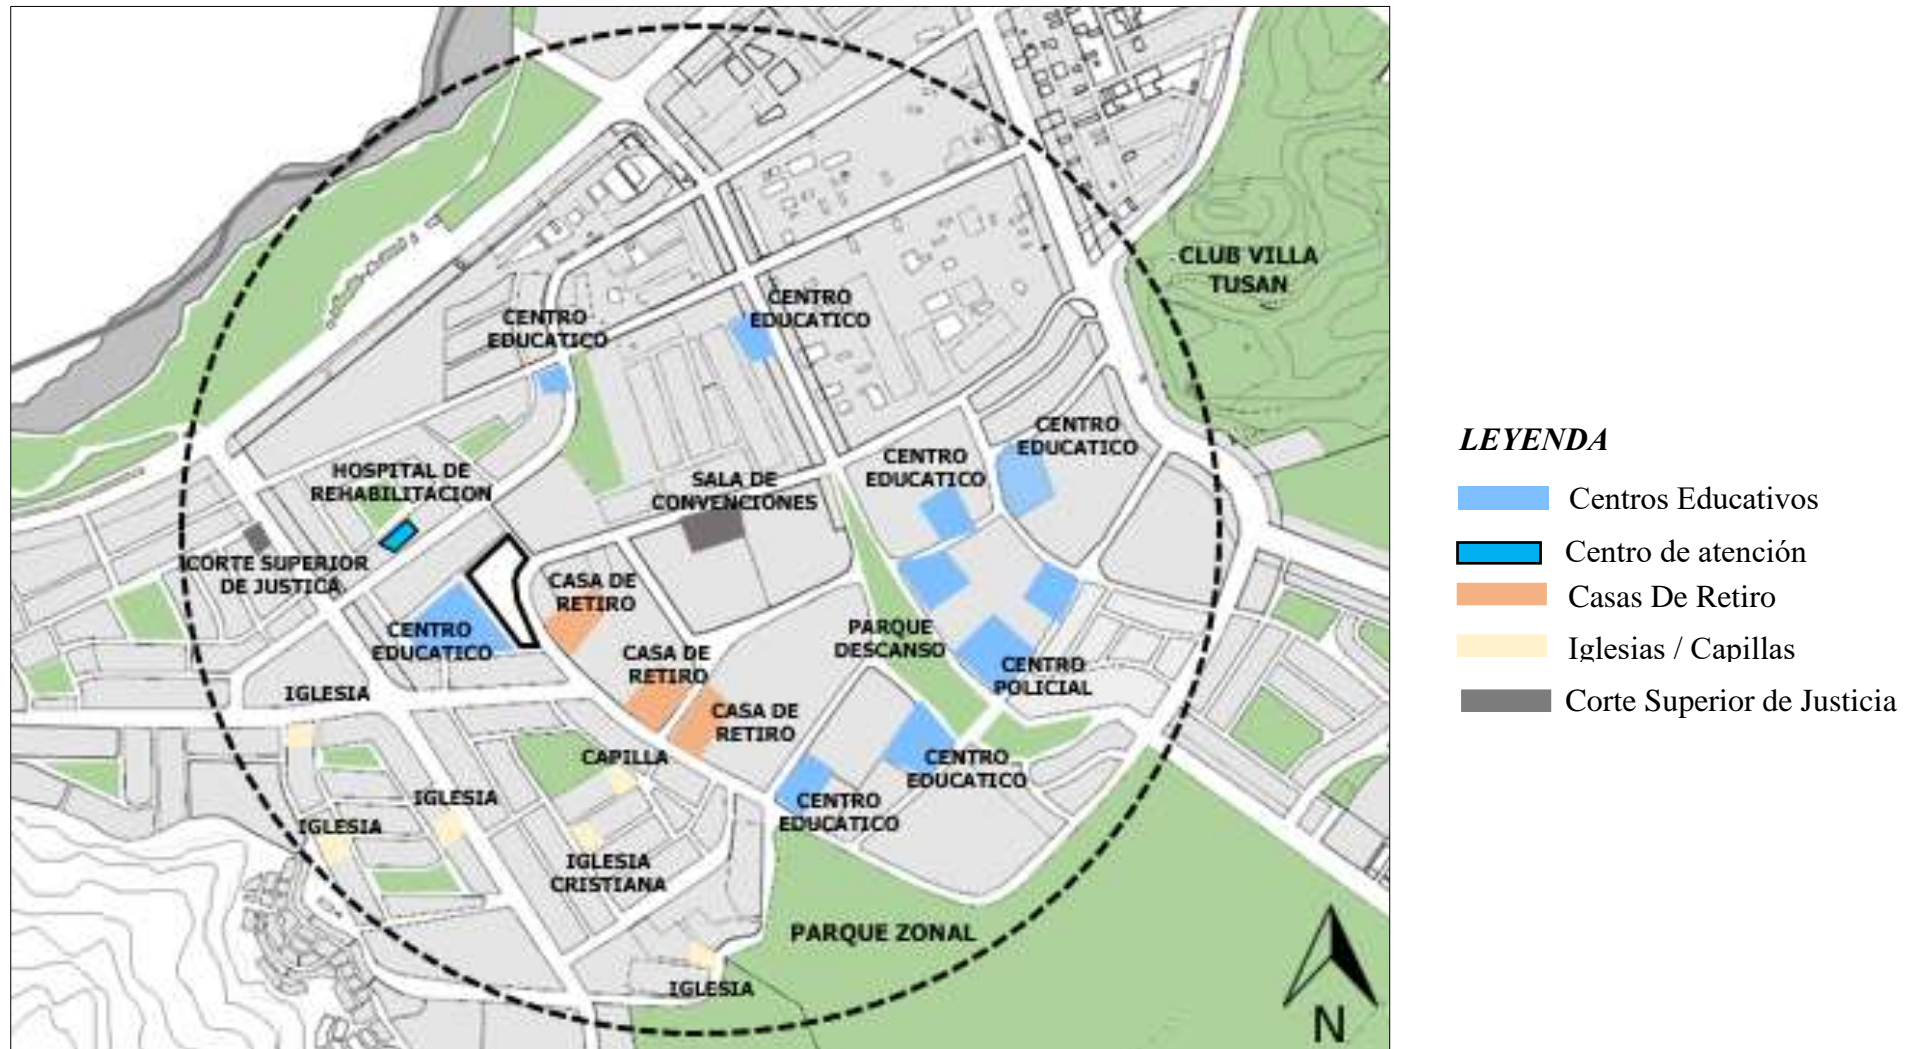 CLUB VILLA
TUSAN
CENTRO
EDUCATICO
CENTRO
EDUCATICO
CENTRO
EDUCATICO
CENTRO
EDUCATICO
HOSPITAL DE
REHABILITACION
SALA DE
CONVENCIONES
CORTE SUPERIOR
DE JUSTICA
CASA DE
RETIRO
CENTRO
EDUCATICO
PARQUE
DESCANSO
CASA DE
RETIRO
CENTRO
POLICIAL
IGLESIA
CASA DE
RETIRO
CAPILLA
CENTRO
EDUCATICO
IGLESIA
CENTRO
EDUCATICO
IGLESIA
IGLESIA
CRISTIANA
PARQUE ZONAL
IGLESIA
N
LEYENDA
Centros Educativos
Centro de atención
Casas De Retiro
Iglesias / Capillas
Corte Superior de Justicia